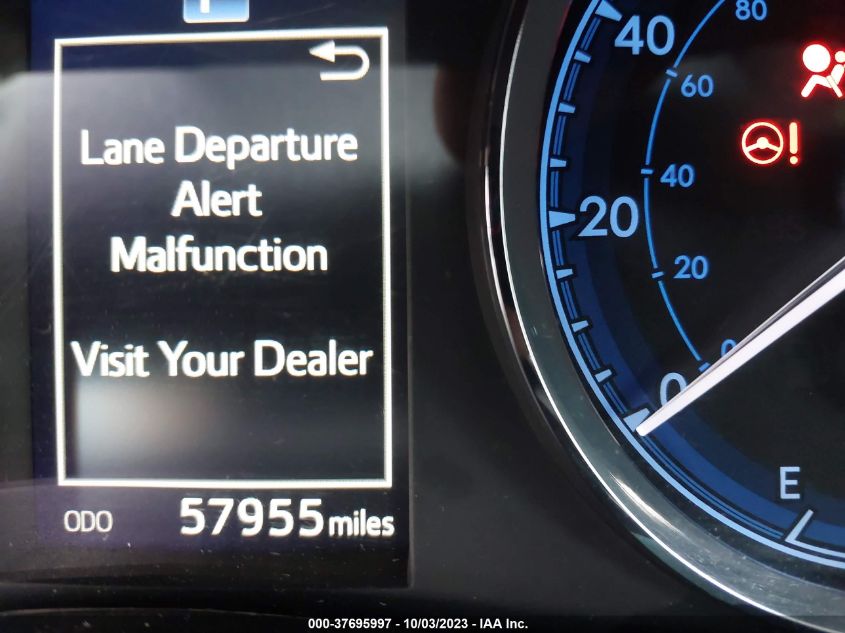 Lane Departure
Alert
Malfunction
Visit Your Dealer
ODO 57955 miles
80
40
60
40
20
20
0
0
E
000-37695997 - 10/03/2023 - IAA Inc.